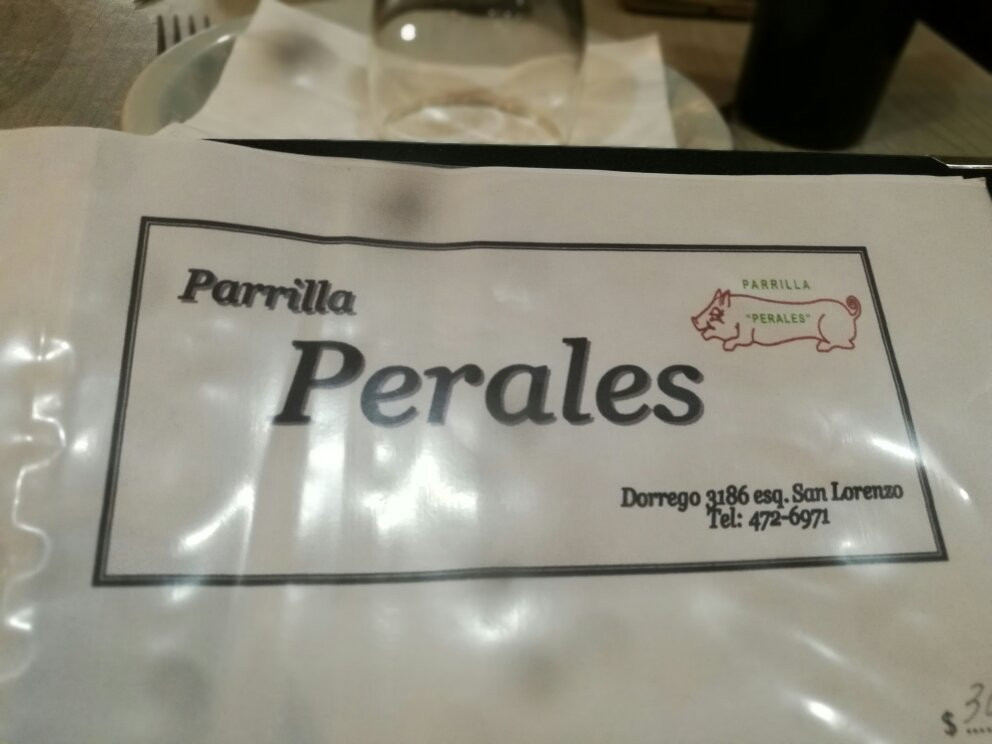 Parrilla
Perales
PARRILLA
"PERALES"
Dorrego 3186 esq. San Lorenzo
Tel: 472-6971
$